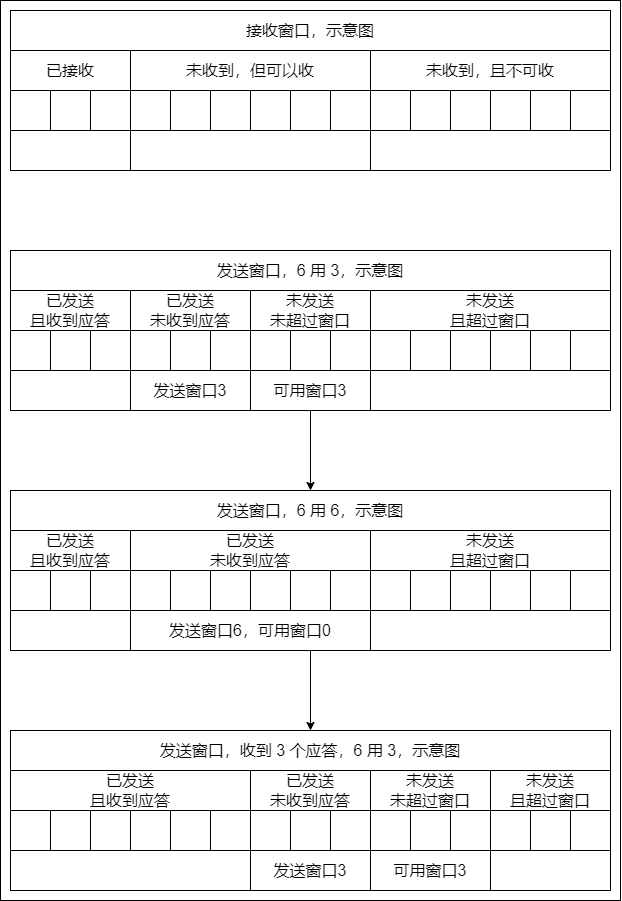 接收窗口，示意图
已接收
未收到，但可以收
未收到，且不可收
发送窗口，6 用 3，示意图
已发送
且收到应答
已发送
未收到应答
未发送
未超过窗口
未发送
且超过窗口
发送窗口3
可用窗口3
发送窗口，6 用 6，示意图
已发送
且收到应答
已发送
未收到应答
未发送
且超过窗口
发送窗口6，可用窗口0
发送窗口，收到 3 个应答，6 用 3，示意图
已发送
且收到应答
已发送
未收到应答
未发送
未超过窗口
未发送
且超过窗口
发送窗口3
可用窗口3